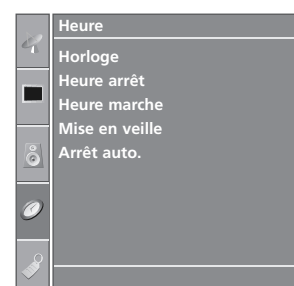 Heure
Horloge
Heure arrêt
Heure marche
Mise en veille
Arrêt auto.